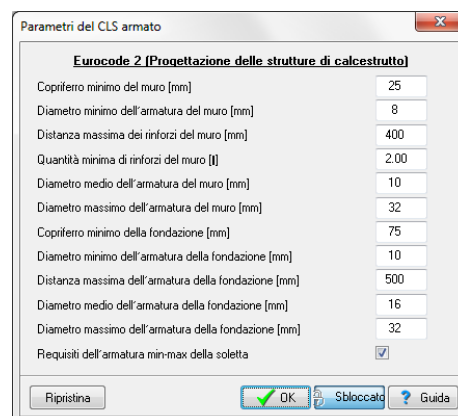 Parametri del CLS armato
Eurocode 2 (Progettazione delle strutture di calcestrutto)
Copriferro minimo del muro [mm] 25
Diametro minimo dell'armatura del muro [mm] 8
Distanza massima dei rinforzi del muro [mm] 400
Quantità minima di rinforzi del muro [‰] 2.00
Diametro medio dell'armatura del muro [mm] 10
Diametro massimo dell'armatura del muro [mm] 32
Copriferro minimo della fondazione [mm] 75
Diametro minimo dell'armatura della fondazione [mm] 10
Distanza massima dell'armatura della fondazione [mm] 500
Diametro medio dell'armatura della fondazione [mm] 16
Diametro massimo dell'armatura della fondazione [mm] 32
Requisiti dell'armatura min-max della soletta
Ripristina OK Sbloccato ? Guida